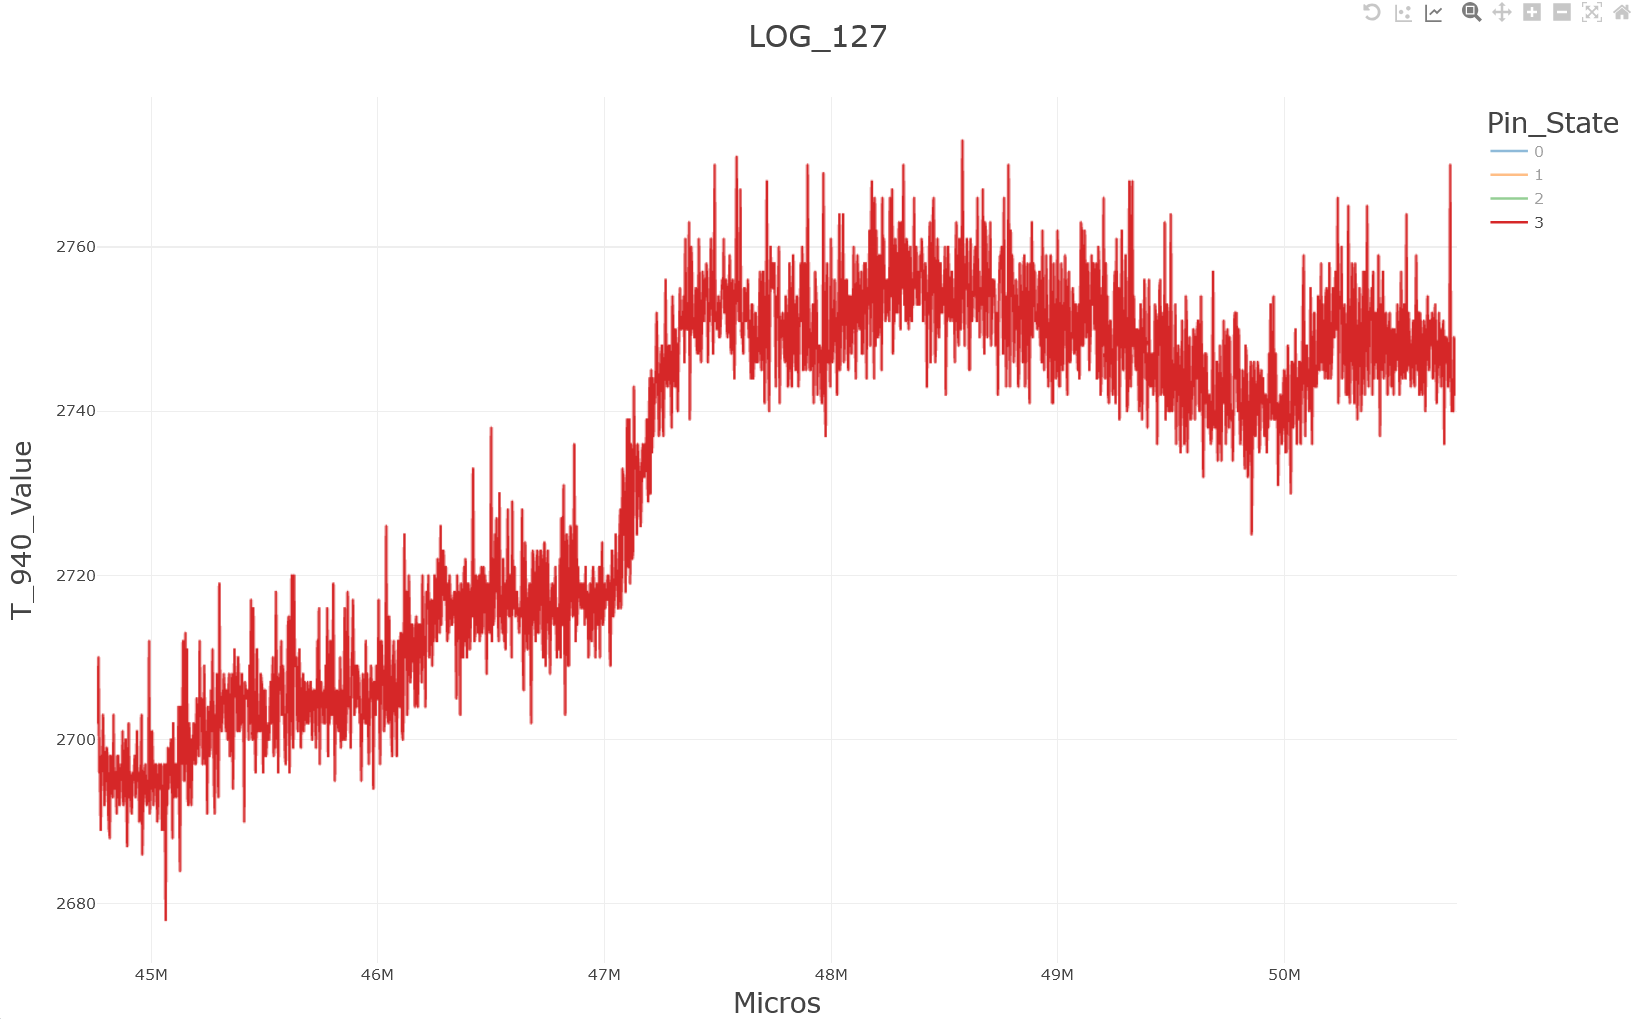 LOG_127
Pin_State
0
1
2
3
2760
2740
2720
2700
2680
T_940_Value
45M
46M
47M
48M
49M
50M
Micros